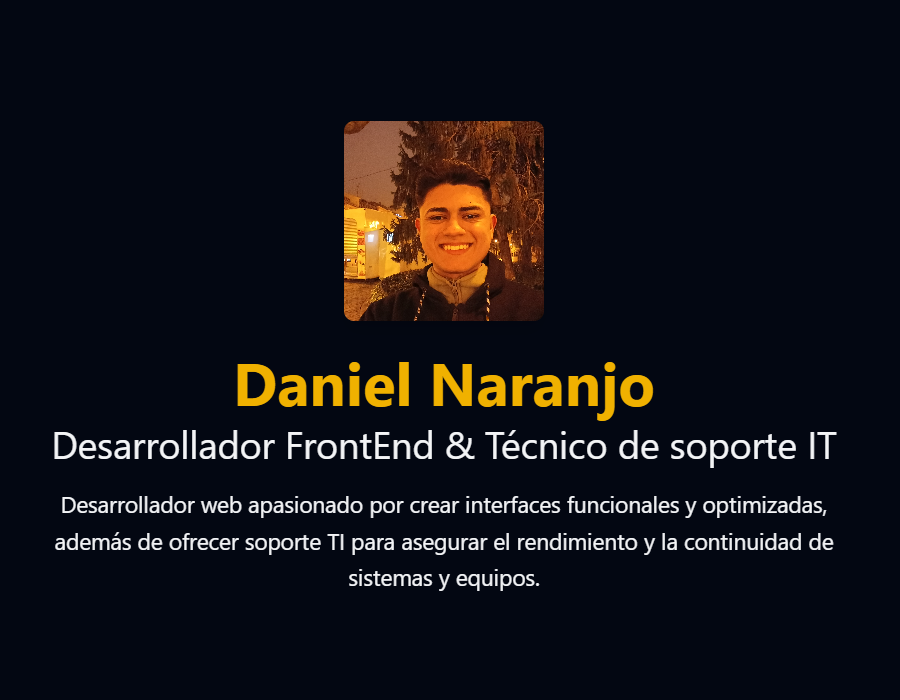 Daniel Naranjo
Desarrollador FrontEnd & Técnico de soporte IT
Desarrollador web apasionado por crear interfaces funcionales y optimizadas,
además de ofrecer soporte TI para asegurar el rendimiento y la continuidad de
sistemas y equipos.